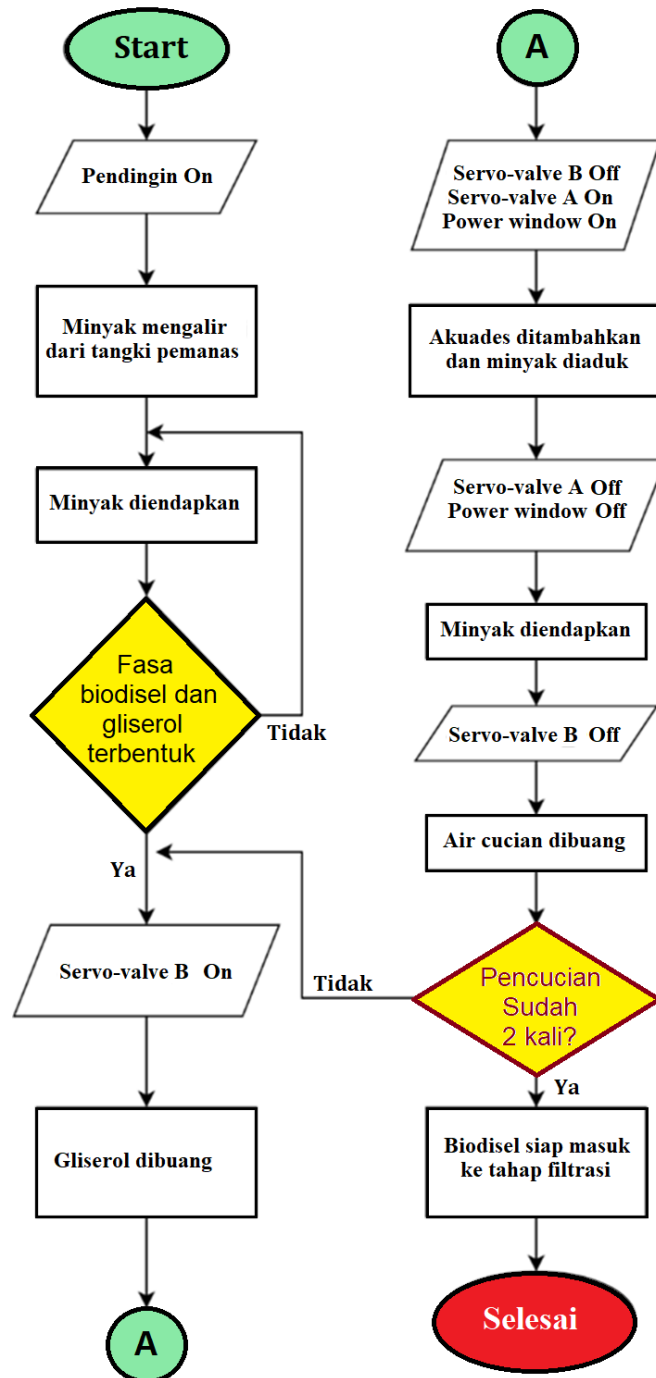 Start
Pendingin On
Minyak mengalir
dari tangki pemanas
Minyak diendapkan
Fasa
biodisel dan
gliserol
terbentuk
Tidak
Ya
Servo-valve B On
Gliserol dibuang
A
A
Servo-valve B Off
Servo-valve A On
Power window On
Akuades ditambahkan
dan minyak diaduk
Servo-valve A Off
Power window Off
Minyak diendapkan
Servo-valve B Off
Air cucian dibuang
Pencucian
Sudah
2 kali?
Tidak
Ya
Biodisel siap masuk
ke tahap filtrasi
Selesai